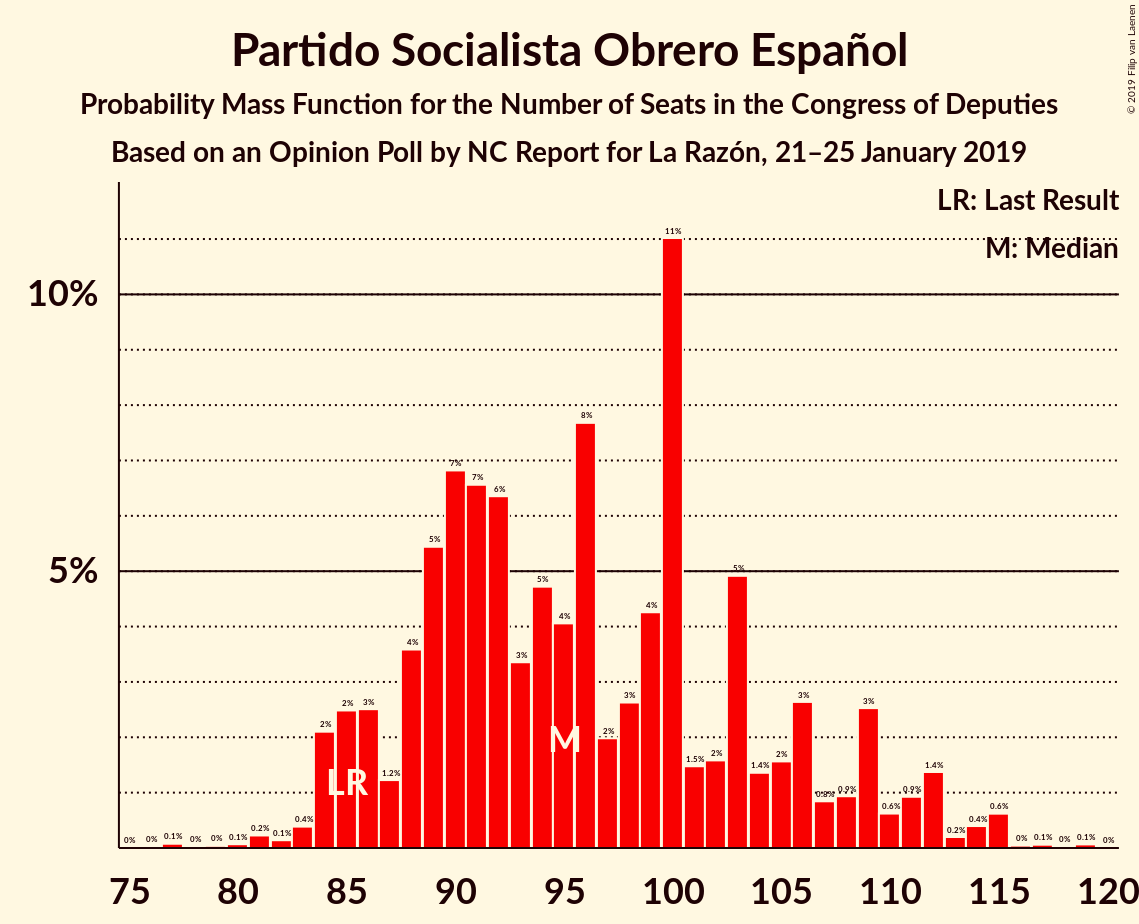 Partido Socialista Obrero Español
Probability Mass Function for the Number of Seats in the Congress of Deputies
Based on an Opinion Poll by NC Report for La Razón, 21–25 January 2019
© 2019 Filip van Laenen
LR: Last Result
M: Median
10%
5%
0% 0% 0.1% 0% 0% 0.1% 0.2% 0.1% 0.4% 2% 2% 3% 1.2% 4% 5% 7% 7% 6% 3% 5% 4% 8% 2% 3% 4% 11% 1.5% 2% 5% 1.4% 2% 3% 0.8% 0.9% 3% 0.6% 0.9% 1.4% 0.2% 0.4% 0.6% 0% 0.1% 0% 0.1% 0%
LR
M
75 80 85 90 95 100 105 110 115 120